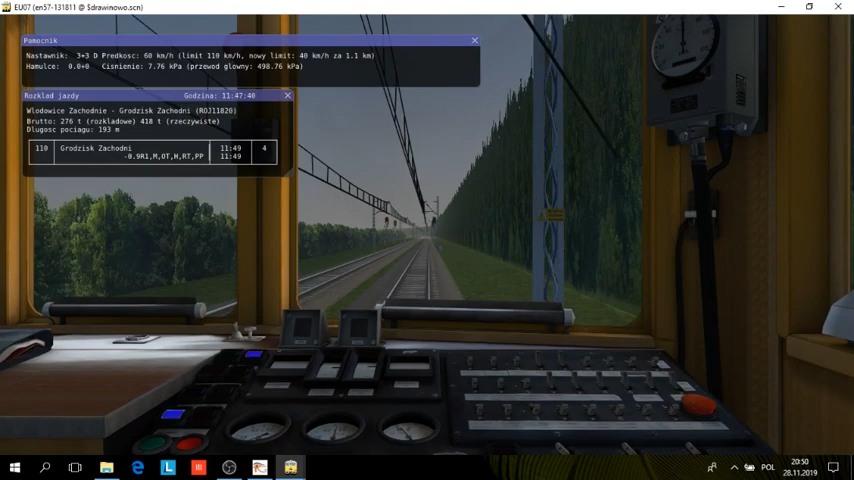 EU07 (en57-131811 @ $drawinowo.scn)
Pomocnik
Nastawnik: 3+3 D Predkosc: 60 km/h (limit 110 km/h, nowy limit: 40 km/h za 1.1 km)
Hamulce: 0.0+0 Cisnienie: 7.76 kPa (przewod glowny: 498.76 kPa)
Rozklad jazdy Godzina: 11:47:40
Wlodowice Zachodnie - Grodzisk Zachodni (ROJ11820)
Brutto: 276 t (rozkladowe) 418 t (rzeczywiste)
Dlugosc pociagu: 193 m
110 Grodzisk Zachodni 11:49 4
-0.9R1,M,OT,H,RT,PP 11:49
POL
20:50
28.11.2019